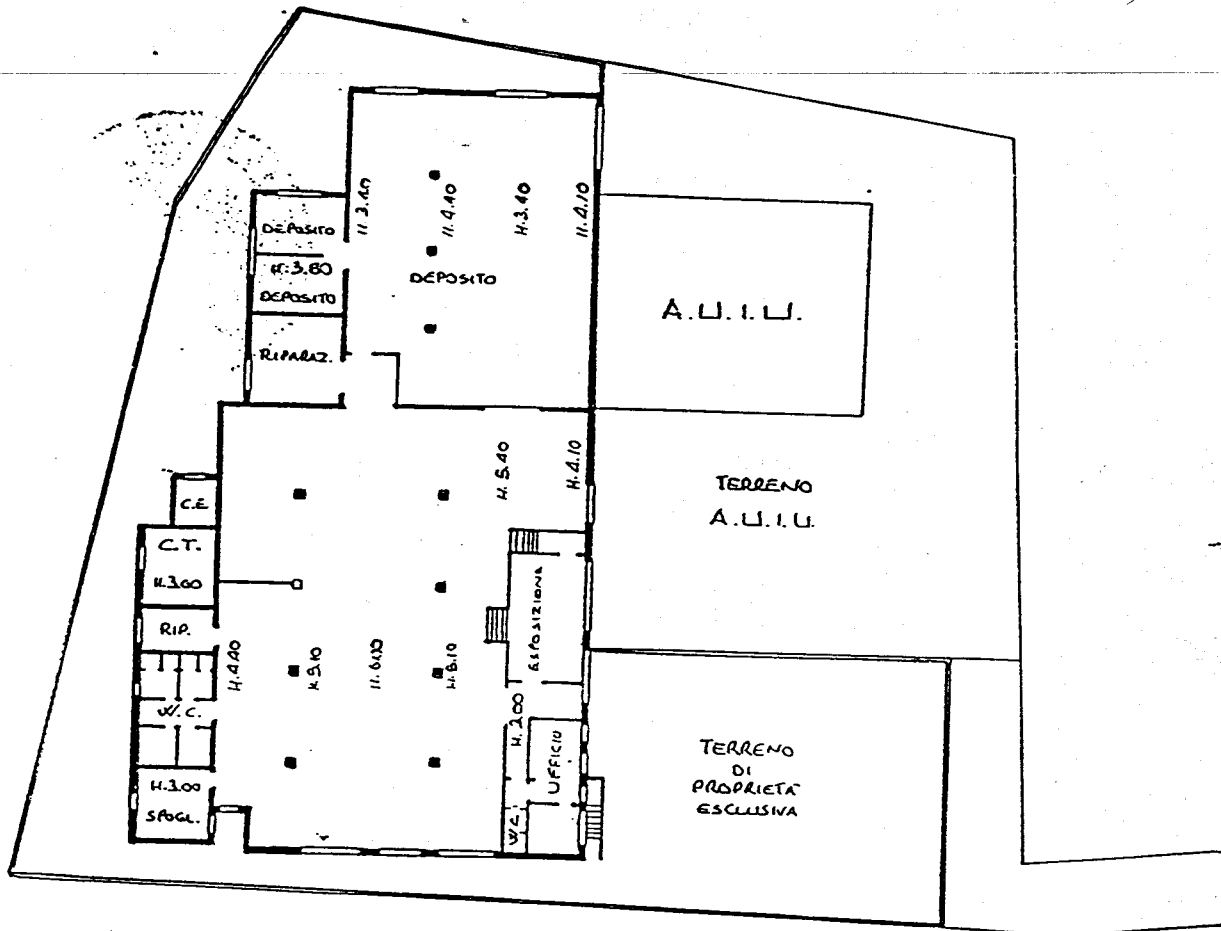 DEPOSITO
H.3.80
DEPOSITO
RIPARAZ.
H.3.40
H.4.40
H.3.40
H.4.10
DEPOSITO
A.U.I.U.
TERRENO
A.U.I.U.
H.5.40
H.4.10
C.E
C.T.
H.3.00
RIP.
W.C.
H.3.00
SPOGL.
H.4.40
H.5.10
H.6.00
H.5.10
ESPOSIZIONE
H.2.00
UFFICIO
W.C.
TERRENO
DI
PROPRIETÀ
ESCLUSIVA